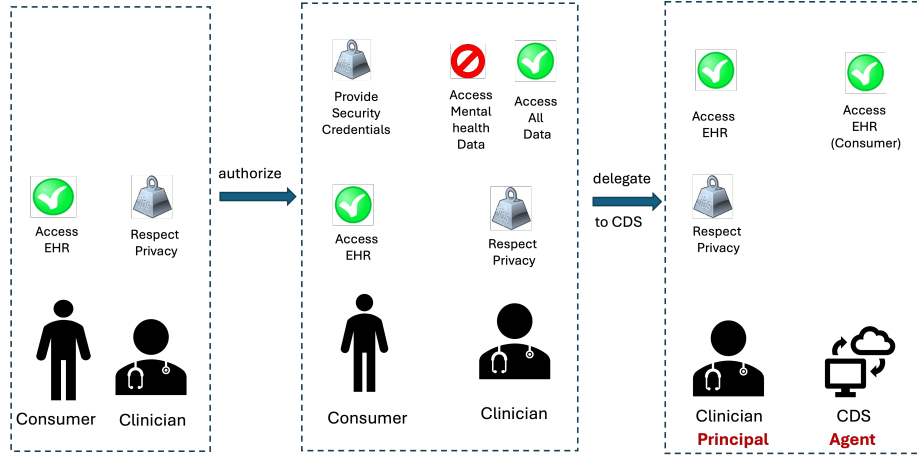 Access
EHR
Respect
Privacy
Consumer
Clinician
authorize
Provide
Security
Credentials
Access
Mental
health
Data
Access
All
Data
Access
EHR
Respect
Privacy
Consumer
Clinician
delegate
to CDS
Access
EHR
Access
EHR
(Consumer)
Respect
Privacy
Clinician
Principal
CDS
Agent